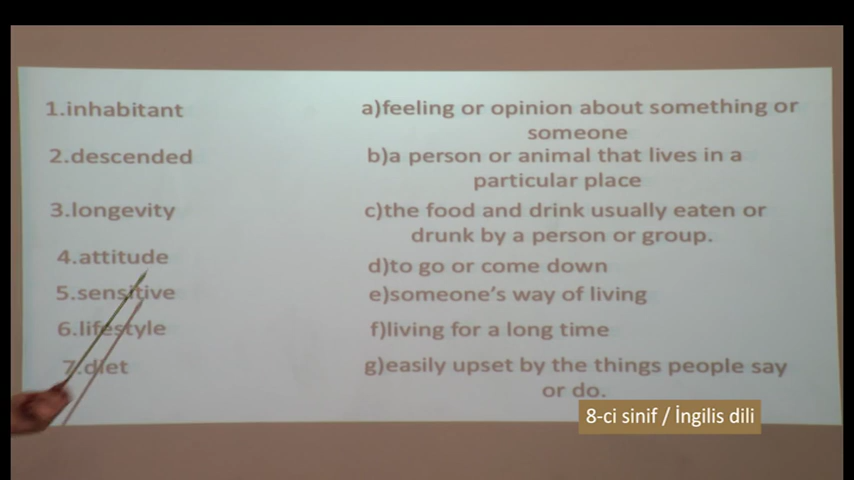 1.inhabitant
2.descended
3.longevity
4.attitude
5.sensitive
6.lifestyle
7.diet
a)feeling or opinion about something or
someone
b)a person or animal that lives in a
particular place
c)the food and drink usually eaten or
drunk by a person or group.
d)to go or come down
e)someone's way of living
f)living for a long time
g)easily upset by the things people say
or do.
8-ci sinif / İngilis dili